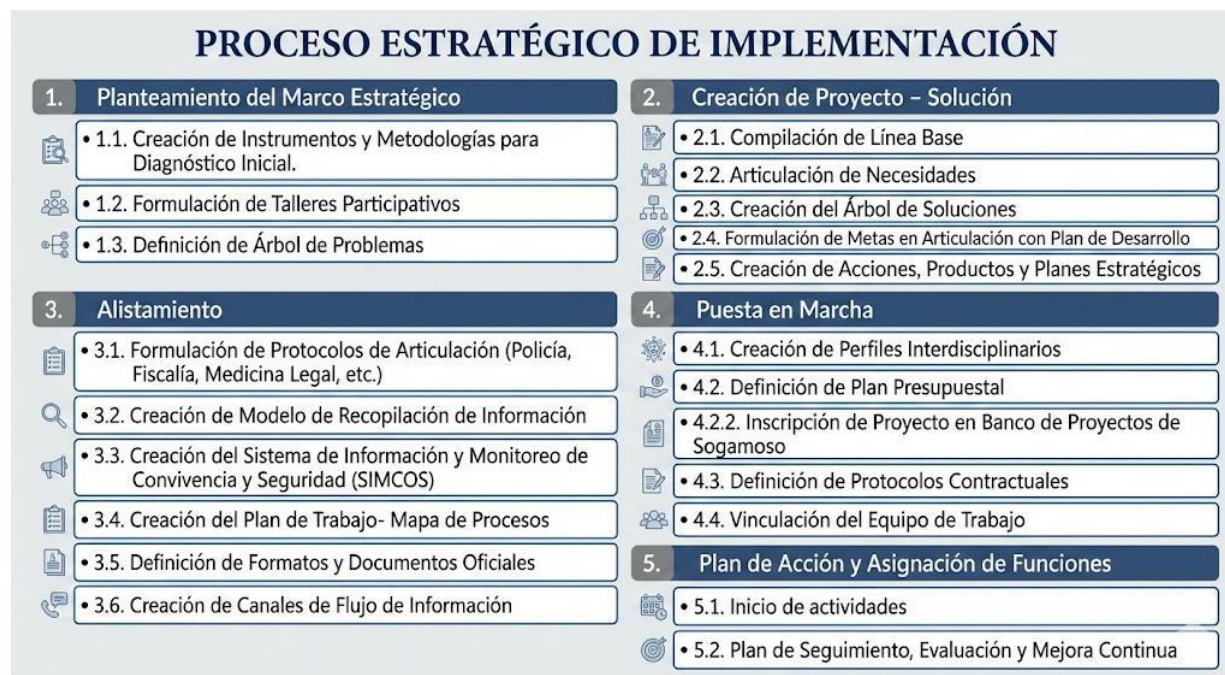 PROCESO ESTRATÉGICO DE IMPLEMENTACIÓN
1. Planteamiento del Marco Estratégico
• 1.1. Creación de Instrumentos y Metodologías para
Diagnóstico Inicial.
• 1.2. Formulación de Talleres Participativos
• 1.3. Definición de Árbol de Problemas
2. Creación de Proyecto – Solución
• 2.1. Compilación de Línea Base
• 2.2. Articulación de Necesidades
• 2.3. Creación del Árbol de Soluciones
• 2.4. Formulación de Metas en Articulación con Plan de Desarrollo
• 2.5. Creación de Acciones, Productos y Planes Estratégicos
3. Alistamiento
• 3.1. Formulación de Protocolos de Articulación (Policía,
Fiscalía, Medicina Legal, etc.)
• 3.2. Creación de Modelo de Recopilación de Información
• 3.3. Creación del Sistema de Información y Monitoreo de
Convivencia y Seguridad (SIMCOS)
• 3.4. Creación del Plan de Trabajo- Mapa de Procesos
• 3.5. Definición de Formatos y Documentos Oficiales
• 3.6. Creación de Canales de Flujo de Información
4. Puesta en Marcha
• 4.1. Creación de Perfiles Interdisciplinarios
• 4.2. Definición de Plan Presupuestal
• 4.2.2. Inscripción de Proyecto en Banco de Proyectos de
Sogamoso
• 4.3. Definición de Protocolos Contractuales
• 4.4. Vinculación del Equipo de Trabajo
5. Plan de Acción y Asignación de Funciones
• 5.1. Inicio de actividades
• 5.2. Plan de Seguimiento, Evaluación y Mejora Continua